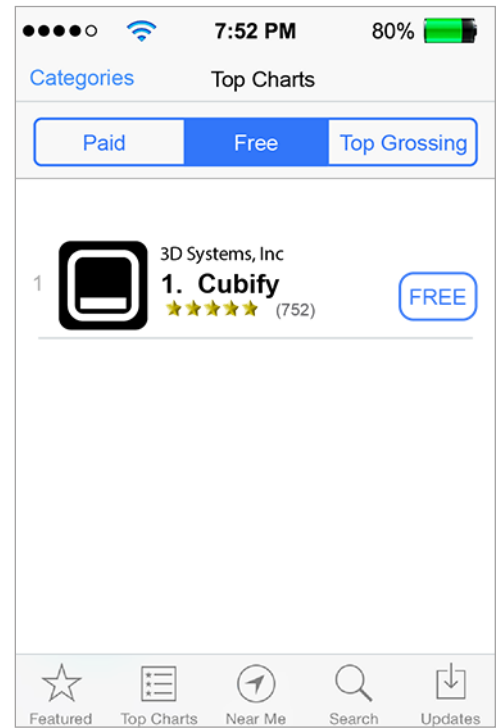 7:52 PM 80%
Categories Top Charts
Paid Free Top Grossing
3D Systems, Inc
1 1. Cubify FREE
(752)
Featured Top Charts Near Me Search Updates